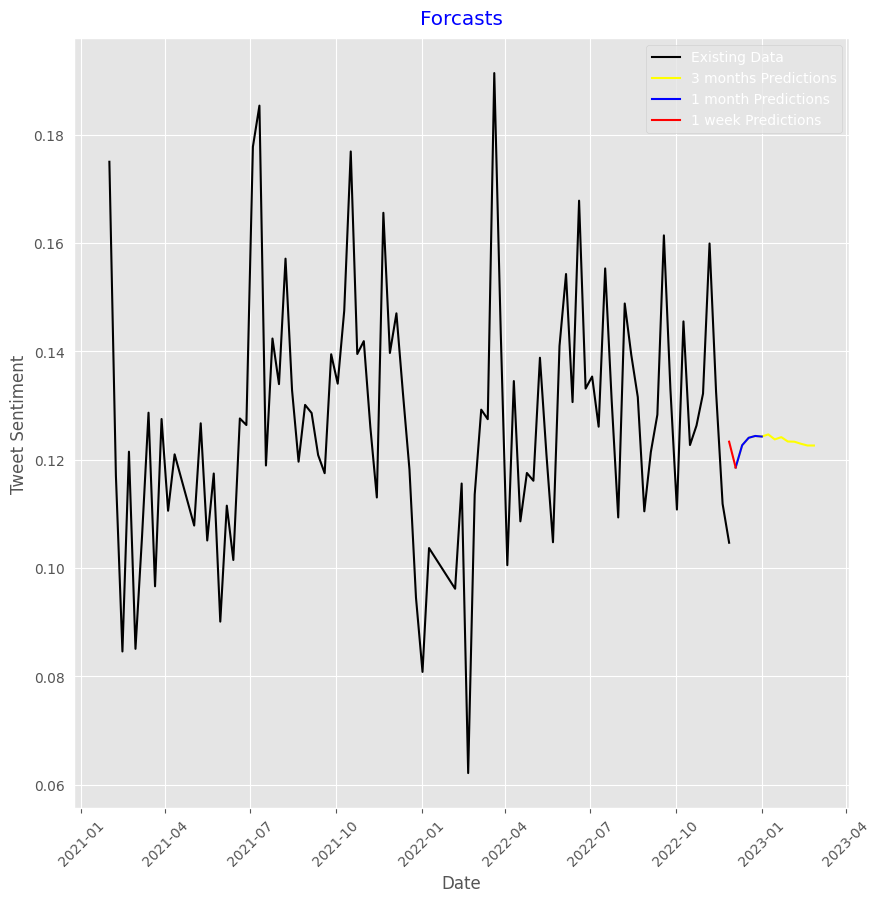 Forcasts
Existing Data
3 months Predictions
1 month Predictions
1 week Predictions
Tweet Sentiment
0.18
0.16
0.14
0.12
0.10
0.08
0.06
2021-01
2021-04
2021-07
2021-10
2022-01
2022-04
2022-07
2022-10
2023-01
2023-04
Date